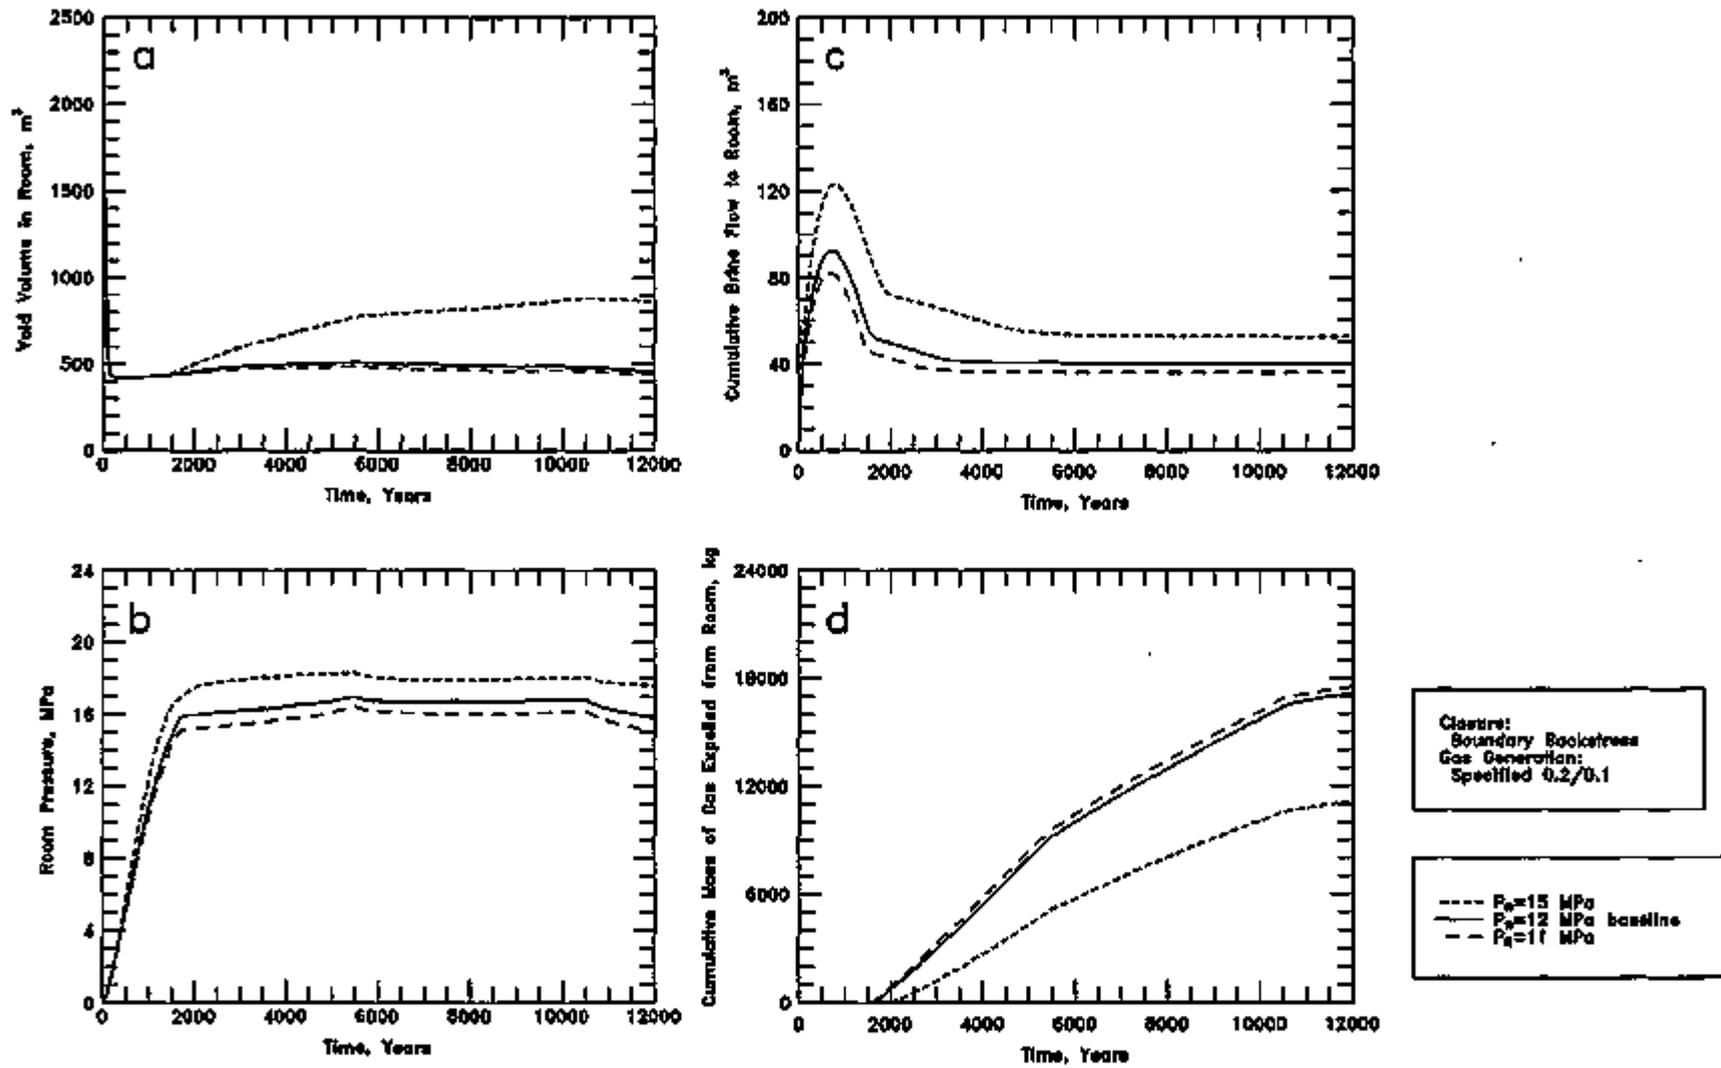 a
Void Volume in Room, m³
2500
2000
1500
1000
500
0
0 2000 4000 6000 8000 10000 12000
Time, Years
c
Cumulative Brine Flow to Room, m³
200
160
120
80
40
0
0 2000 4000 6000 8000 10000 12000
Time, Years
b
Room Pressure, MPa
24
20
16
12
8
4
0
0 2000 4000 6000 8000 10000 12000
Time, Years
d
Cumulative Mass of Gas Expelled from Room, kg
24000
18000
12000
6000
0
0 2000 4000 6000 8000 10000 12000
Time, Years
Closure:
Boundary Backstress
Gas Generation:
Specified 0.2/0.1
=15 MPa
=12 MPa baseline
=11 MPa